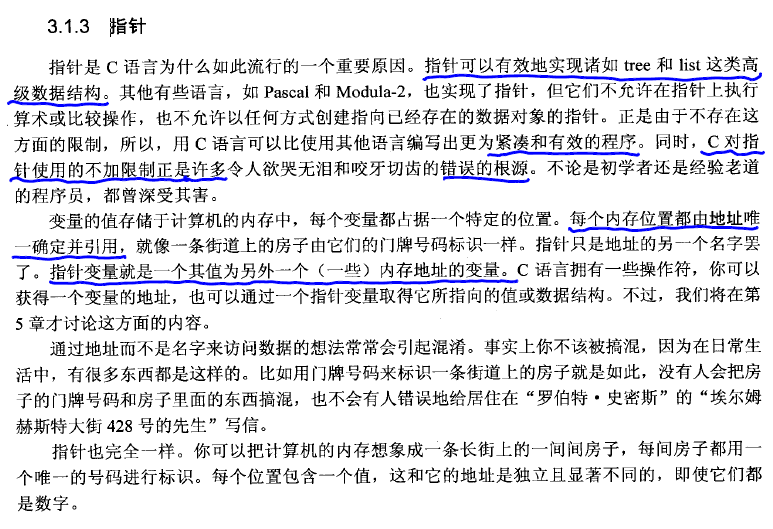 3.1.3 指针
指针是 C 语言为什么如此流行的一个重要原因。指针可以有效地实现诸如 tree 和 list 这类高
级数据结构。其他有些语言，如 Pascal 和 Modula-2，也实现了指针，但它们不允许在指针上执行
算术或比较操作，也不允许以任何方式创建指向已经存在的数据对象的指针。正是由于不存在这
方面的限制，所以，用 C 语言可以比使用其他语言编写出更为紧凑和有效的程序。同时，C 对指
针使用的不加限制正是许多令人欲哭无泪和咬牙切齿的错误的根源。不论是初学者还是经验老道
的程序员，都曾深受其害。
变量的值存储于计算机的内存中，每个变量都占据一个特定的位置。每个内存位置都由地址唯
一确定并引用，就像一条街道上的房子由它们的门牌号码标识一样。指针只是地址的另一个名字罢
了。指针变量就是一个其值为另外一个（一些）内存地址的变量。C 语言拥有一些操作符，你可以
获得一个变量的地址，也可以通过一个指针变量取得它所指向的值或数据结构。不过，我们将在第
5 章才讨论这方面的内容。
通过地址而不是名字来访问数据的想法常常会引起混淆。事实上你不该被搞混，因为在日常生
活中，有很多东西都是这样的。比如用门牌号码来标识一条街道上的房子就是如此，没有人会把房
子的门牌号码和房子里面的东西搞混，也不会有人错误地给居住在“罗伯特·史密斯”的“埃尔姆
赫斯特大街 428 号的先生”写信。
指针也完全一样。你可以把计算机的内存想象成一条长街上的一间间房子，每间房子都用一
个唯一的号码进行标识。每个位置包含一个值，这和它的地址是独立且显著不同的，即使它们都
是数字。